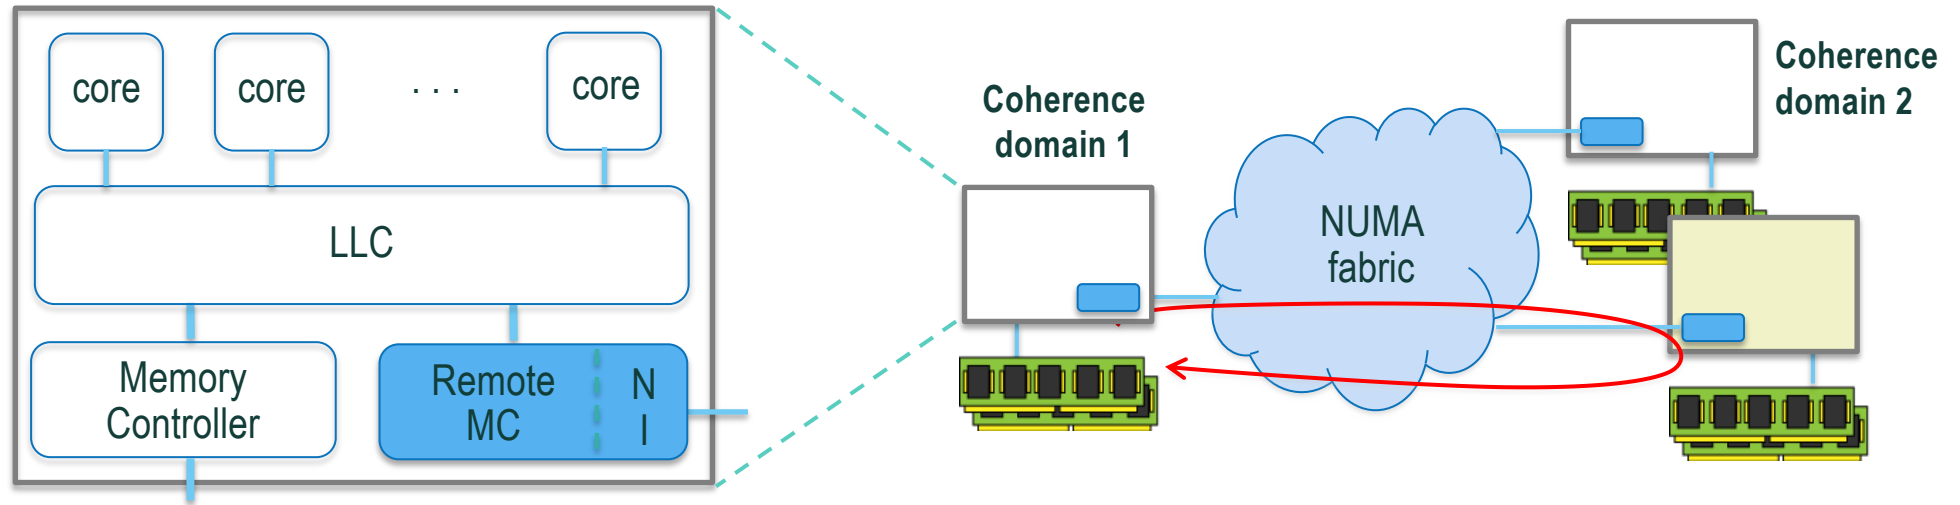 core
core
. . .
core
LLC
Memory
Controller
Remote
MC
N
I
Coherence
domain 1
NUMA
fabric
Coherence
domain 2